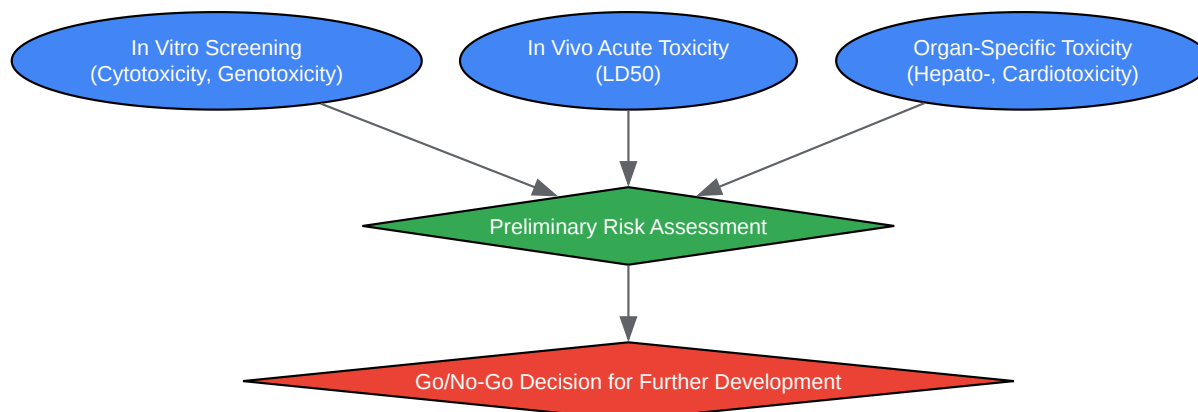 In Vitro Screening
(Cytotoxicity, Genotoxicity)
In Vivo Acute Toxicity
(LD50)
Organ-Specific Toxicity
(Hepato-, Cardiotoxicity)
Preliminary Risk Assessment
Go/No-Go Decision for Further Development